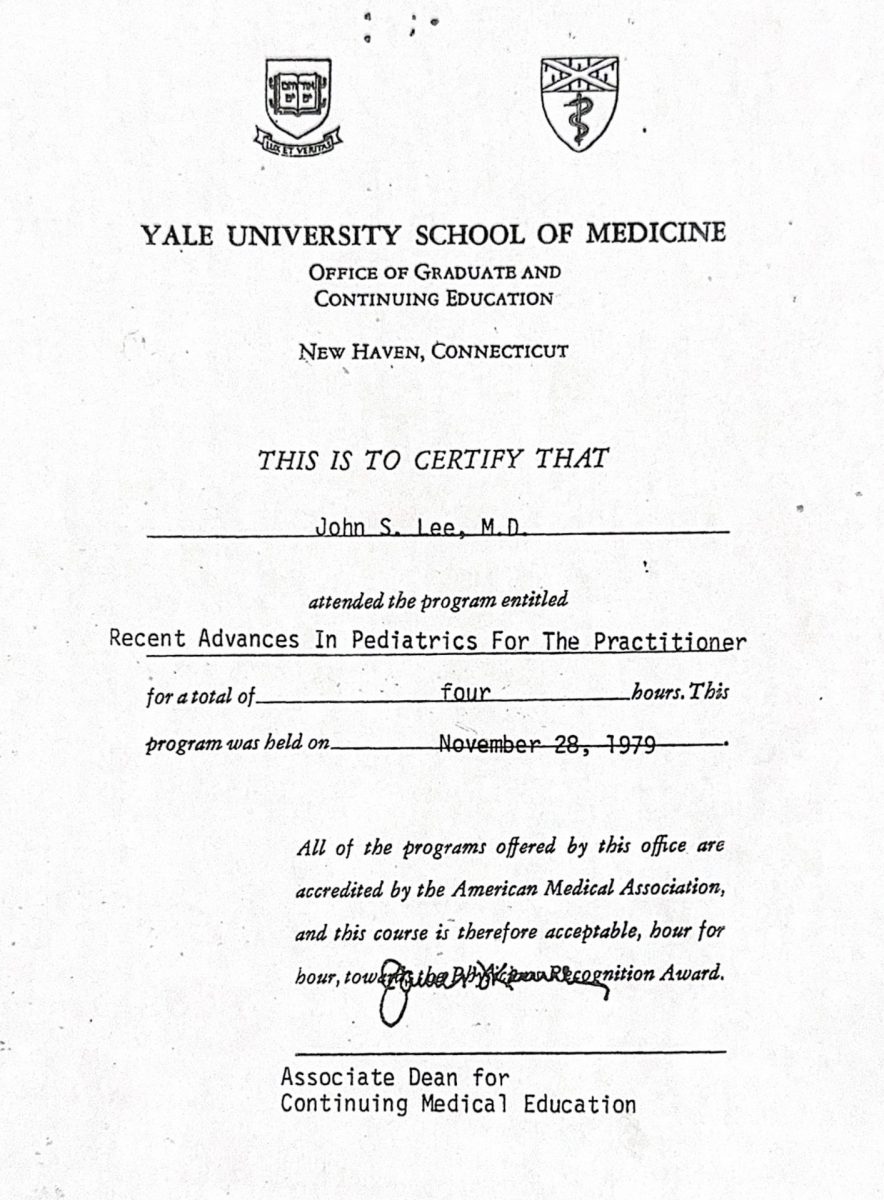 אורים
ותמים
LUX ET VERITAS
YALE UNIVERSITY SCHOOL OF MEDICINE
OFFICE OF GRADUATE AND
CONTINUING EDUCATION
NEW HAVEN, CONNECTICUT
THIS IS TO CERTIFY THAT
John S. Lee, M.D.
attended the program entitled
Recent Advances In Pediatrics For The Practitioner
for a total of four hours. This
program was held on November 28, 1979.
All of the programs offered by this office are
accredited by the American Medical Association,
and this course is therefore acceptable, hour for
hour, towards the Physician Recognition Award.
Associate Dean for
Continuing Medical Education